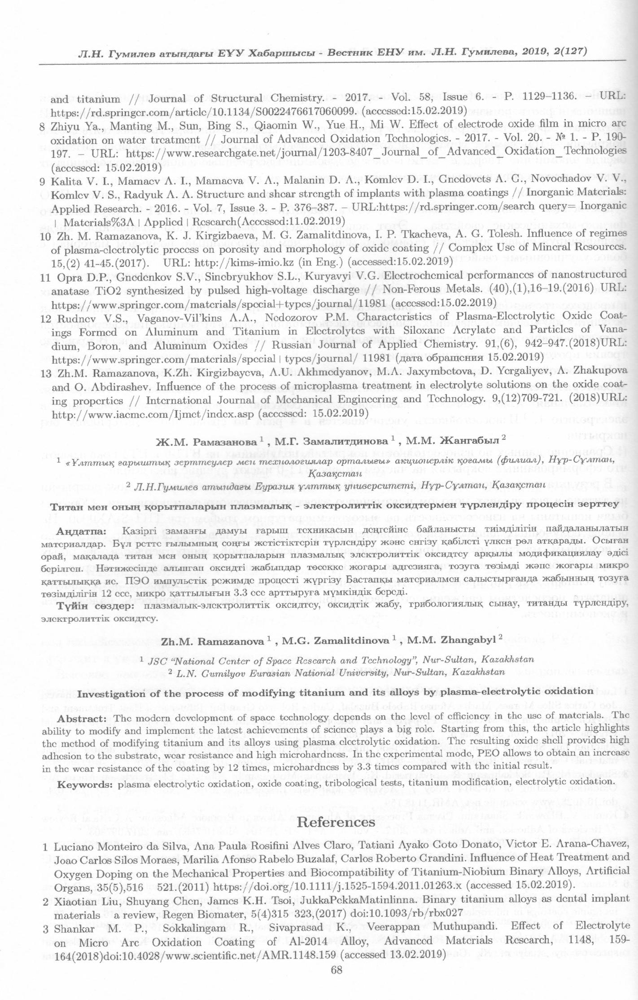 Л.Н. Гумилев атындағы ЕҰУ Хабаршысы - Вестник ЕНУ им. Л.Н. Гумилева, 2019, 2(127)
and titanium // Journal of Structural Chemistry. - 2017. - Vol. 58, Issue 6. - P. 1129–1136. – URL:
https://rd.springer.com/article/10.1134/S0022476617060099. (accessed:15.02.2019)
8 Zhiyu Ya., Manting M., Sun, Bing S., Qiaomin W., Yue H., Mi W. Effect of electrode oxide film in micro arc
oxidation on water treatment // Journal of Advanced Oxidation Technologies. - 2017. - Vol. 20. - № 1. - P. 190-
197. – URL: https://www.researchgate.net/journal/1203-8407_Journal_of_Advanced_Oxidation_Technologies
(accessed: 15.02.2019)
9 Kalita V. I., Mamaev A. I., Mamaeva V. A., Malanin D. A., Komlev D. I., Gnedovets A. G., Novochadov V. V.,
Komlev V. S., Radyuk A. A. Structure and shear strength of implants with plasma coatings // Inorganic Materials:
Applied Research. - 2016. - Vol. 7, Issue 3. - P. 376–387. – URL:https://rd.springer.com/search query= Inorganic
| Materials%3A | Applied | Research(Accessed:11.02.2019)
10 Zh. M. Ramazanova, K. J. Kirgizbaeva, M. G. Zamalitdinova, I. P. Tkacheva, A. G. Tolesh. Influence of regimes
of plasma-electrolytic process on porosity and morphology of oxide coating // Complex Use of Mineral Resources.
15,(2) 41-45.(2017). URL: http://kims-imio.kz (in Eng.) (accessed:15.02.2019)
11 Opra D.P., Gnedenkov S.V., Sinebryukhov S.L., Kuryavyi V.G. Electrochemical performances of nanostructured
anatase TiO2 synthesized by pulsed high-voltage discharge // Non-Ferous Metals. (40),(1),16–19.(2016) URL:
https://www.springer.com/materials/special+types/journal/11981 (accessed:15.02.2019)
12 Rudnev V.S., Vaganov-Vil'kins A.A., Nedozorov P.M. Characteristics of Plasma-Electrolytic Oxide Coat-
ings Formed on Aluminum and Titanium in Electrolytes with Siloxane Acrylate and Particles of Vana-
dium, Boron, and Aluminum Oxides // Russian Journal of Applied Chemistry. 91,(6), 942–947.(2018)URL:
https://www.springer.com/materials/special | types/journal/ 11981 (дата обращения 15.02.2019)
13 Zh.M. Ramazanova, K.Zh. Kirgizbayeva, A.U. Akhmedyanov, M.A. Jaxymbetova, D. Yergaliyev, A. Zhakupova
and O. Abdirashev. Influence of the process of microplasma treatment in electrolyte solutions on the oxide coat-
ing properties // International Journal of Mechanical Engineering and Technology. 9,(12)709-721. (2018)URL:
http://www.iaeme.com/Ijmet/index.asp (accessed: 15.02.2019)
Ж.М. Рамазанова 1 , М.Г. Замалитдинова 1 , М.М. Жангабыл 2
1 «Ұлттық ғарыштық зерттеулер мен технологиялар орталығы» акционерлік қоғамы (филиал), Нұр-Сұлтан,
Қазақстан
2 Л.Н.Гумилев атындағы Еуразия ұлттық университеті, Нұр-Сұлтан, Қазақстан
Титан мен оның қорытпаларын плазмалық - электролиттік оксидтермен түрлендіру процесін зерттеу
Аңдатпа: Казіргі заманғы дамуы ғарыш техникасын деңгейіне байланысты тиімділігін пайдаланылатын
материалдар. Бұл ретте ғылымның соңғы жетістіктерін түрлендіру және енгізу қабілеті үлкен рөл атқарады. Осыған
орай, мақалада титан мен оның қорытпаларын плазмалық электролиттік оксидтеу арқылы модификациялау әдісі
берілген. Нәтижесінде алынған оксидті жабындар төсекке жоғары адгезияга, тозуга төзімді және жогары микро
қаттылыққа ие. ПЭО импульстік режимде процесті жүргізу Бастапқы материалмен салыстырғанда жабынның тозуға
төзімділігін 12 есе, микро қаттылығын 3.3 есе арттыруға мүмкіндік береді.
Түйін сөздер: плазмалык-электролиттік оксидтеу, оксидтік жабу, трибологиялық сынау, титанды түрлендіру,
электролиттік оксидтеу.
Zh.M. Ramazanova 1 , M.G. Zamalitdinova 1 , M.M. Zhangabyl 2
1 JSC “National Center of Space Research and Technology”, Nur-Sultan, Kazakhstan
2 L.N. Gumilyov Eurasian National University, Nur-Sultan, Kazakhstan
Investigation of the process of modifying titanium and its alloys by plasma-electrolytic oxidation
Abstract: The modern development of space technology depends on the level of efficiency in the use of materials. The
ability to modify and implement the latest achievements of science plays a big role. Starting from this, the article highlights
the method of modifying titanium and its alloys using plasma electrolytic oxidation. The resulting oxide shell provides high
adhesion to the substrate, wear resistance and high microhardness. In the experimental mode, PEO allows to obtain an increase
in the wear resistance of the coating by 12 times, microhardness by 3.3 times compared with the initial result.
Keywords: plasma electrolytic oxidation, oxide coating, tribological tests, titanium modification, electrolytic oxidation.
References
1 Luciano Monteiro da Silva, Ana Paula Rosifini Alves Claro, Tatiani Ayako Goto Donato, Victor E. Arana-Chavez,
Joao Carlos Silos Moraes, Marilia Afonso Rabelo Buzalaf, Carlos Roberto Grandini. Influence of Heat Treatment and
Oxygen Doping on the Mechanical Properties and Biocompatibility of Titanium-Niobium Binary Alloys, Artificial
Organs, 35(5),516 521.(2011) https://doi.org/10.1111/j.1525-1594.2011.01263.x (accessed 15.02.2019).
2 Xiaotian Liu, Shuyang Chen, James K.H. Tsoi, JukkaPekkaMatinlinna. Binary titanium alloys as dental implant
materials a review, Regen Biomater, 5(4)315 323,(2017) doi:10.1093/rb/rbx027
3 Shankar M. P., Sokkalingam R., Sivaprasad K., Veerappan Muthupandi. Effect of Electrolyte
on Micro Arc Oxidation Coating of Al-2014 Alloy, Advanced Materials Research, 1148, 159-
164(2018)doi:10.4028/www.scientific.net/AMR.1148.159 (accessed 13.02.2019)
68